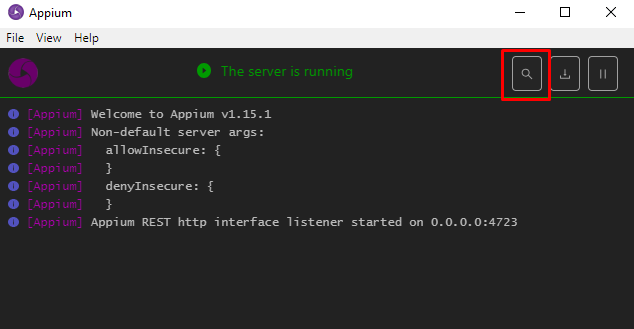 Appium
File View Help
The server is running
[Appium] Welcome to Appium v1.15.1
[Appium] Non-default server args:
[Appium]   allowInsecure: {
[Appium]   }
[Appium]   denyInsecure: {
[Appium]   }
[Appium] Appium REST http interface listener started on 0.0.0.0:4723